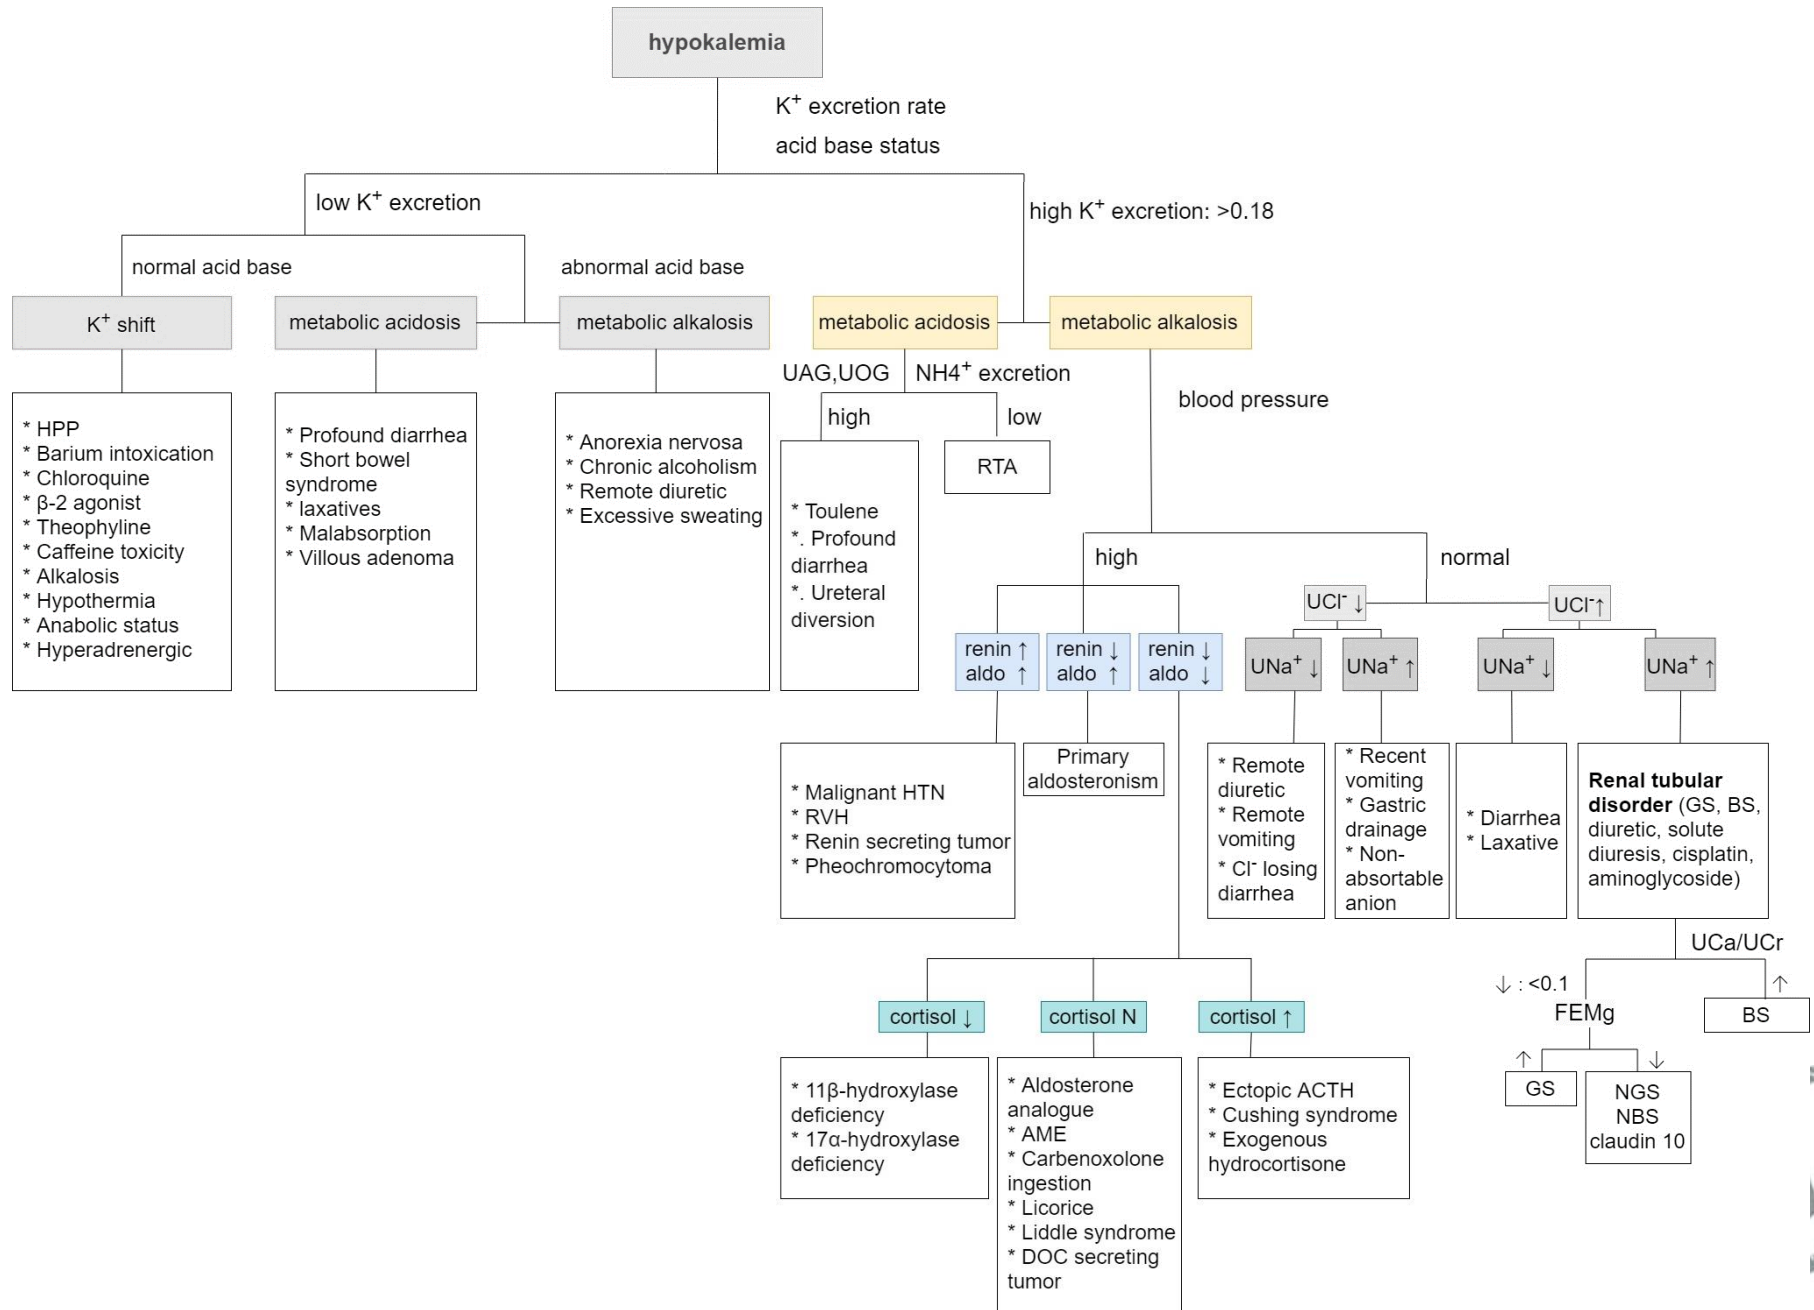 hypokalemia
K+ excretion rate
acid base status
low K+ excretion
high K+ excretion: >0.18
normal acid base
abnormal acid base
K+ shift
metabolic acidosis
metabolic alkalosis
metabolic acidosis
metabolic alkalosis
* HPP
* Barium intoxication
* Chloroquine
* β-2 agonist
* Theophyline
* Caffeine toxicity
* Alkalosis
* Hypothermia
* Anabolic status
* Hyperadrenergic
* Profound diarrhea
* Short bowel
syndrome
* laxatives
* Malabsorption
* Villous adenoma
* Anorexia nervosa
* Chronic alcoholism
* Remote diuretic
* Excessive sweating
UAG,UOG
NH4+ excretion
high
low
* Toulene
*. Profound
diarrhea
*. Ureteral
diversion
RTA
blood pressure
high
normal
renin ↑
aldo ↑
renin ↓
aldo ↑
renin ↓
aldo ↓
UCl- ↓
UCl-↑
UNa+ ↓
UNa+ ↑
UNa+ ↓
UNa+ ↑
* Malignant HTN
* RVH
* Renin secreting tumor
* Pheochromocytoma
Primary
aldosteronism
* Remote
diuretic
* Remote
vomiting
* Cl- losing
diarrhea
* Recent
vomiting
* Gastric
drainage
* Non-
absortable
anion
* Diarrhea
* Laxative
Renal tubular
disorder (GS, BS,
diuretic, solute
diuresis, cisplatin,
aminoglycoside)
UCa/UCr
↓ : <0.1
↑
FEMg
BS
↑
↓
GS
NGS
NBS
claudin 10
cortisol ↓
cortisol N
cortisol ↑
* 11β-hydroxylase
deficiency
* 17α-hydroxylase
deficiency
* Aldosterone
analogue
* AME
* Carbenoxolone
ingestion
* Licorice
* Liddle syndrome
* DOC secreting
tumor
* Ectopic ACTH
* Cushing syndrome
* Exogenous
hydrocortisone